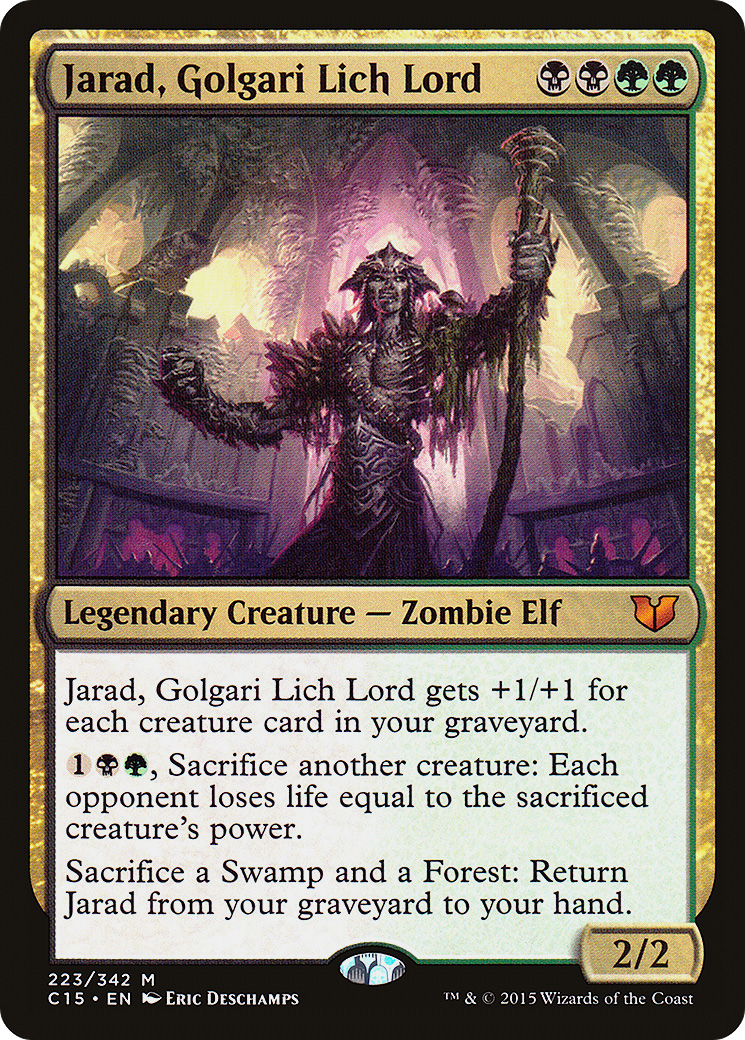 Jarad, Golgari Lich Lord
Legendary Creature — Zombie Elf
Jarad, Golgari Lich Lord gets +1/+1 for
each creature card in your graveyard.
1, Sacrifice another creature: Each
opponent loses life equal to the sacrificed
creature's power.
Sacrifice a Swamp and a Forest: Return
Jarad from your graveyard to your hand.
2/2
223/342 M
C15 • EN Eric Deschamps
™ & © 2015 Wizards of the Coast